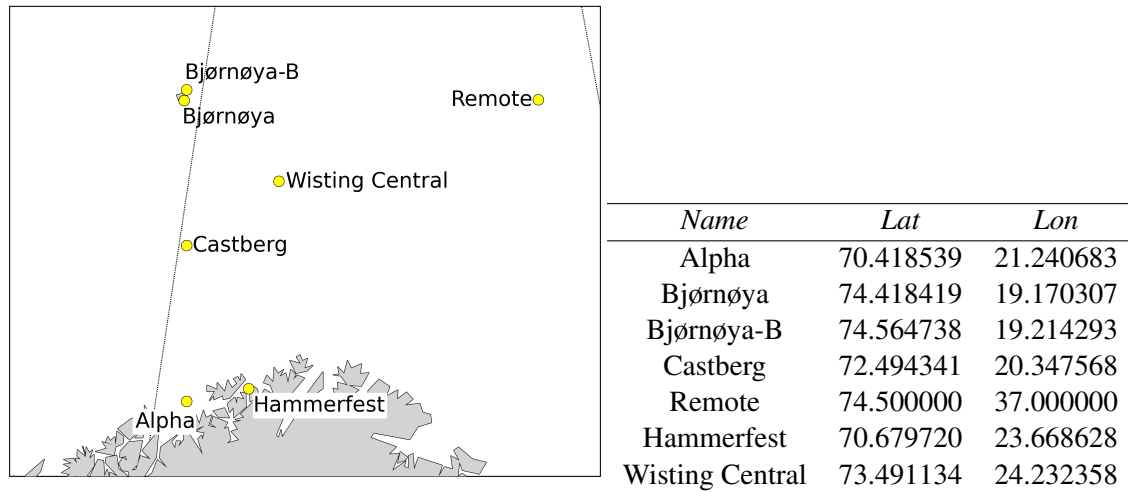 Bjørnøya-B
Remote
Bjørnøya
Wisting Central
Castberg
Hammerfest
Alpha
Name Lat Lon
Alpha 70.418539 21.240683
Bjørnøya 74.418419 19.170307
Bjørnøya-B 74.564738 19.214293
Castberg 72.494341 20.347568
Remote 74.500000 37.000000
Hammerfest 70.679720 23.668628
Wisting Central 73.491134 24.232358